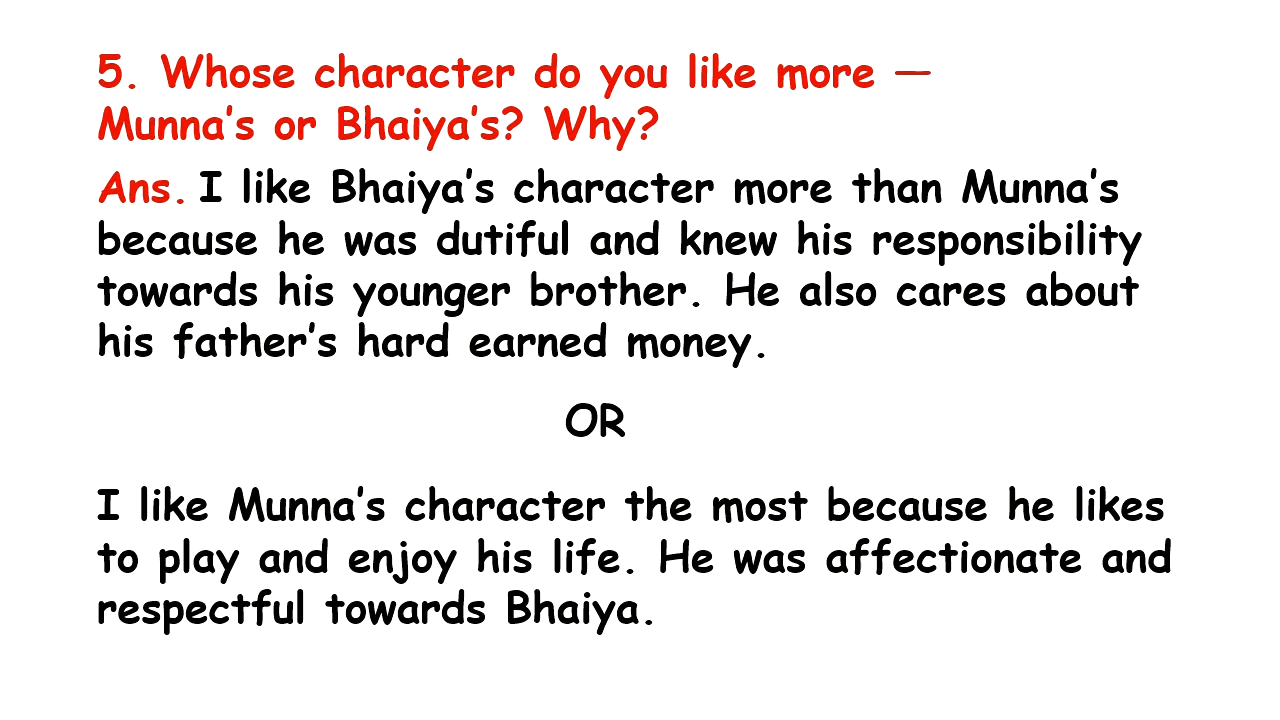 5. Whose character do you like more —
Munna's or Bhaiya's? Why?
Ans. I like Bhaiya's character more than Munna's
because he was dutiful and knew his responsibility
towards his younger brother. He also cares about
his father's hard earned money.
OR
I like Munna's character the most because he likes
to play and enjoy his life. He was affectionate and
respectful towards Bhaiya.